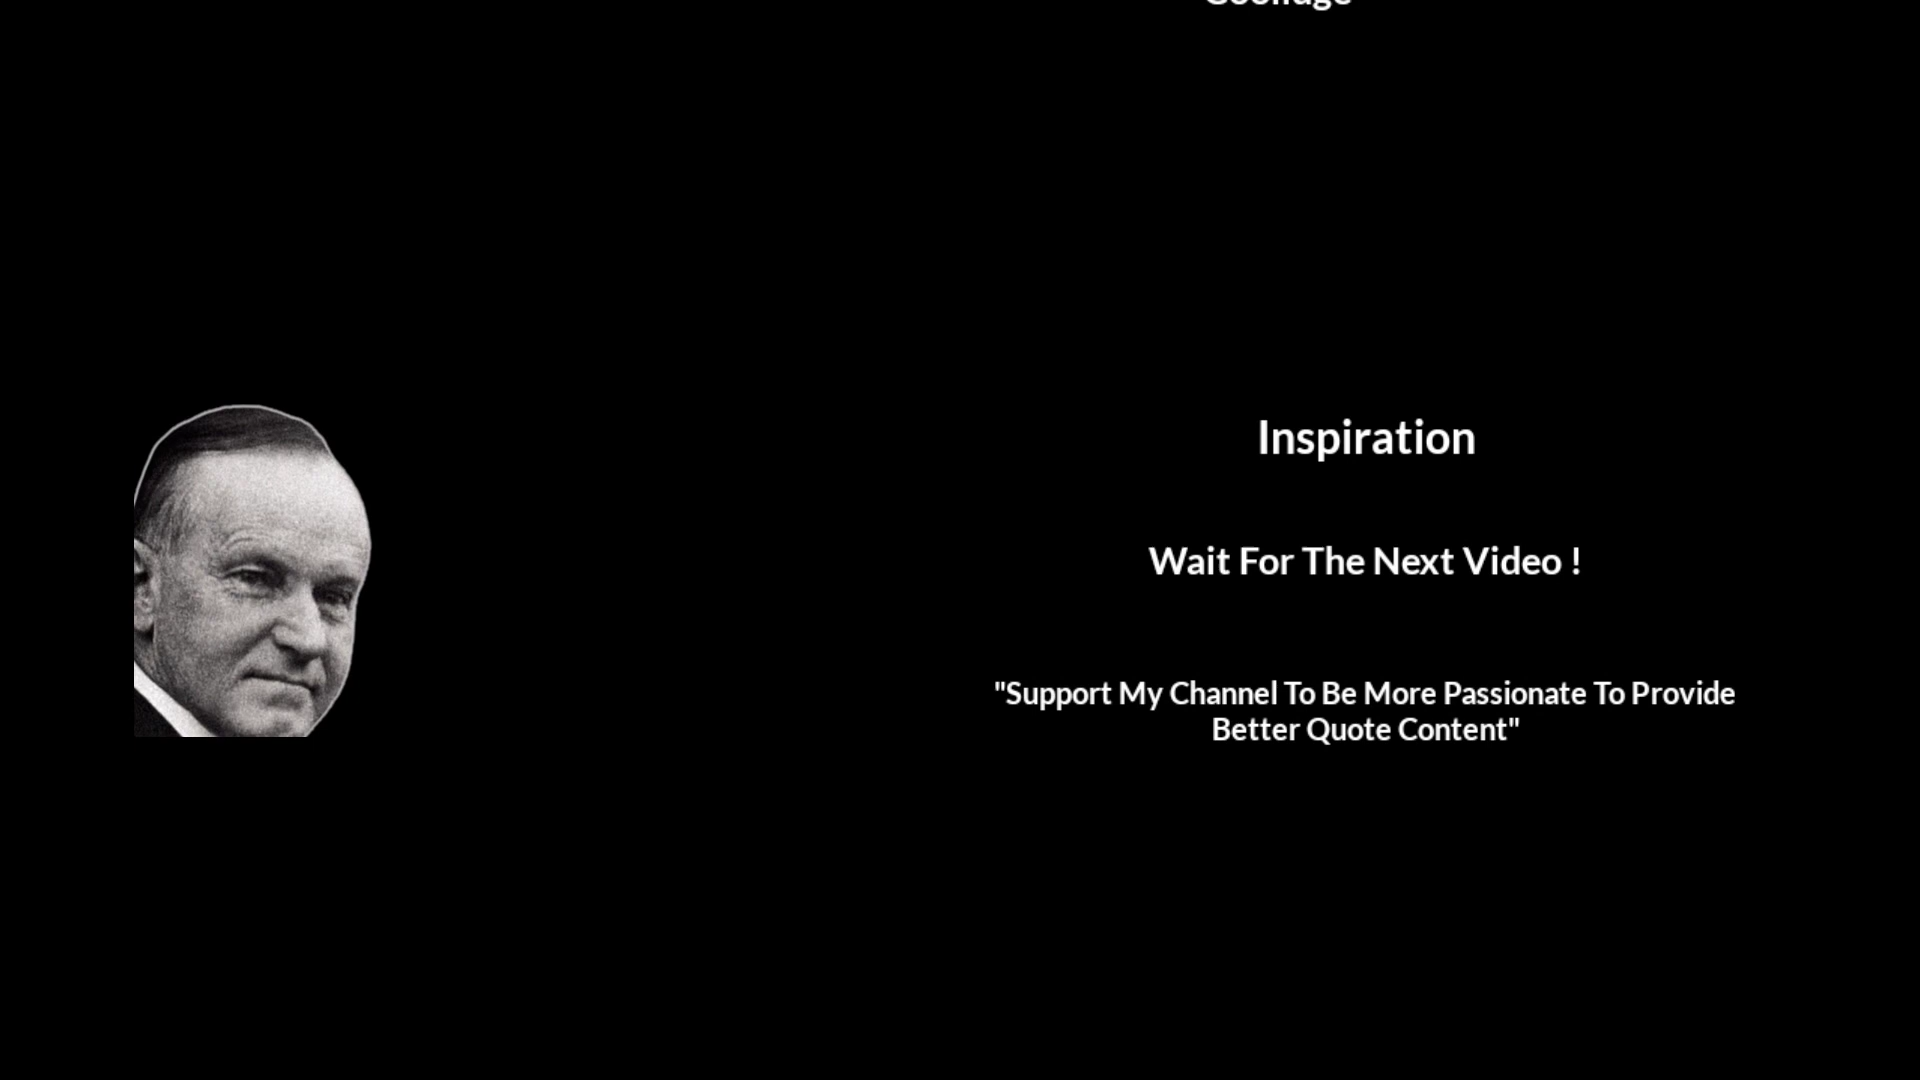 Inspiration
Wait For The Next Video !
"Support My Channel To Be More Passionate To Provide
Better Quote Content"